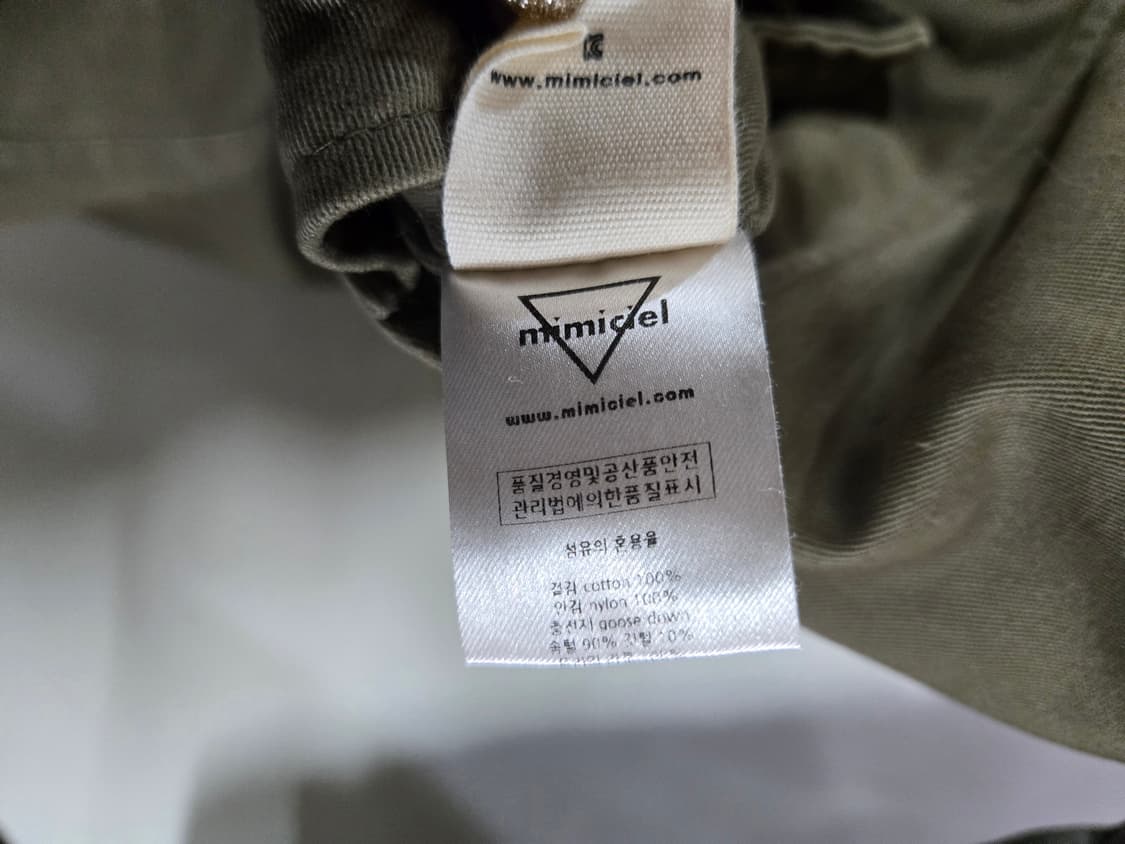 www.mimiciel.com
mimiciel
www.mimiciel.com
품질경영및공산품안전
관리법에의한품질표시
섬유의 혼용율
겉감 cotton 100%
안감 nylon 100%
충전지 goose down
솜털 90% 깃털 10%